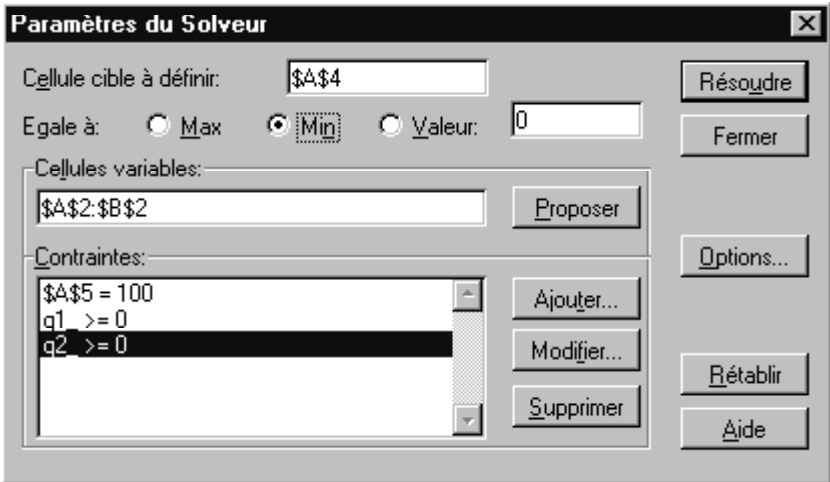 Paramètres du Solveur
Cellule cible à définir: $A$4
Résoudre
Egale à: Max Min Valeur: 0
Fermer
Cellules variables:
$A$2:$B$2 Proposer
Contraintes:
Options...
$A$5 = 100
Ajouter...
q1_ >= 0
q2_ >= 0
Modifier...
Rétablir
Supprimer
Aide